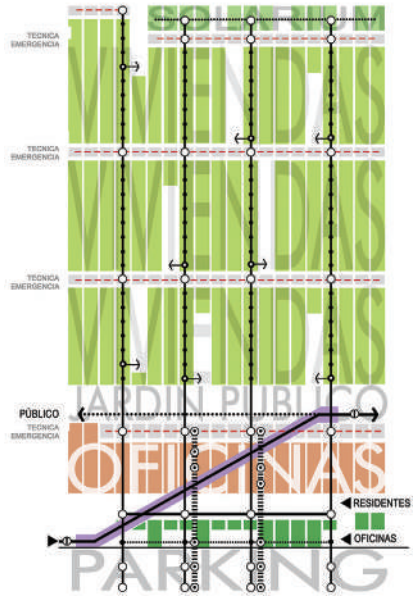 SOLARIUM
TECNICA
EMERGENCIA
VIVIENDAS
TECNICA
EMERGENCIA
VIVIENDAS
TECNICA
EMERGENCIA
VIVIENDAS
JARDIN PUBLICO
PÚBLICO
TECNICA
EMERGENCIA
OFICINAS
RESIDENTES
OFICINAS
PARKING